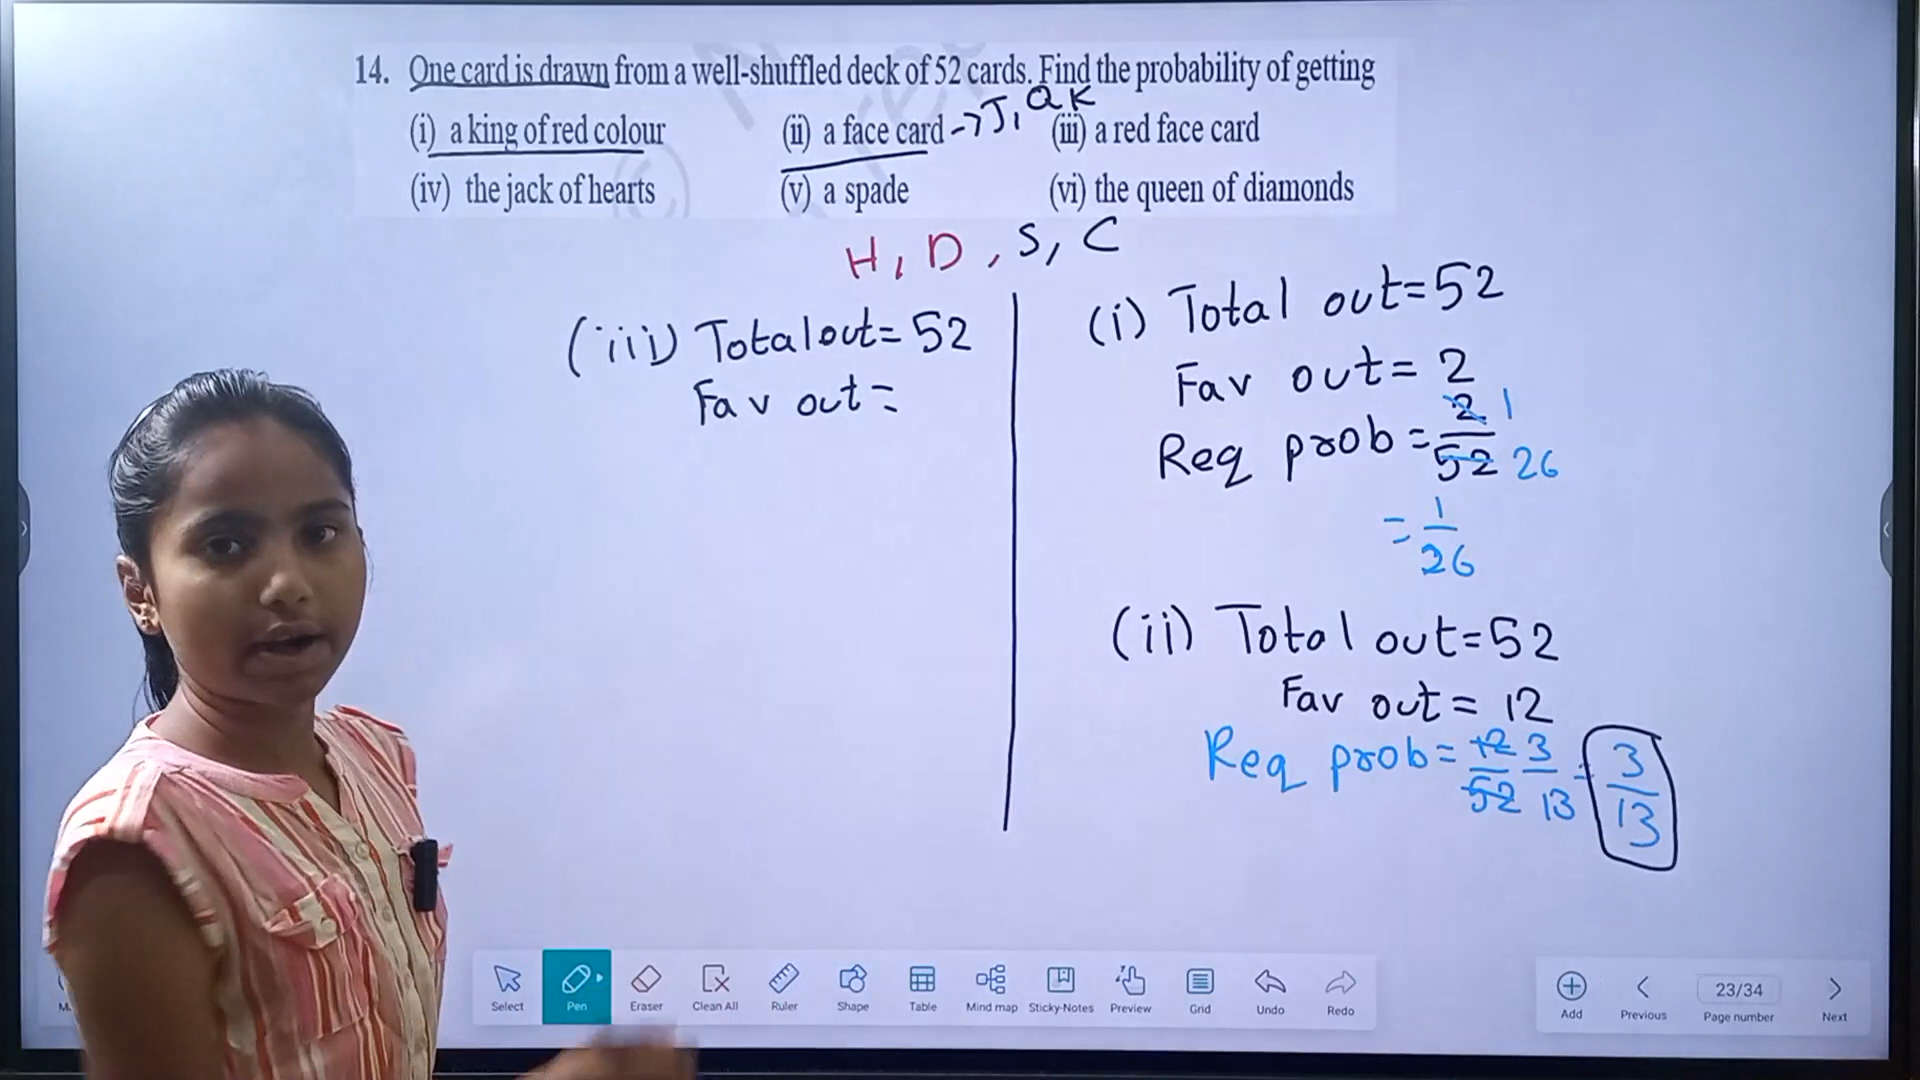 14. One card is drawn from a well-shuffled deck of 52 cards. Find the probability of getting
(i) a king of red colour (ii) a face card → J, Q K (iii) a red face card
(iv) the jack of hearts (v) a spade (vi) the queen of diamonds
H, D, S, C
(iii) Total out = 52
Fav out =
(i) Total out = 52
Fav out = 2
Req prob = 2/52 1 26
= 1/26
(ii) Total out = 52
Fav out = 12
Req prob = 12/52 3/13 = 3/13
Select Pen Eraser Clean All Ruler Shape Table Mind map Sticky-Notes Preview Grid Undo Redo
23/34
Add Previous Page number Next